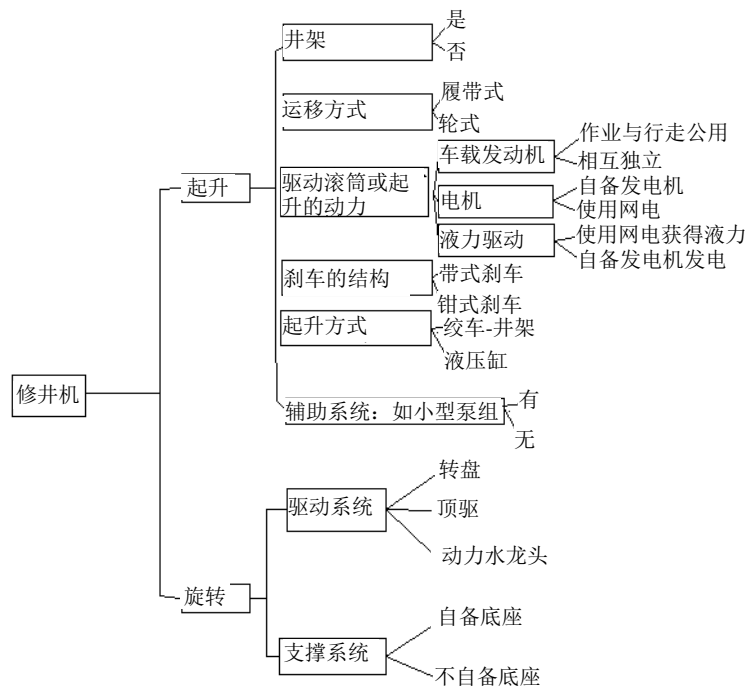 是
井架
否
履带式
运移方式
轮式
作业与行走公用
车载发动机
相互独立
起升
驱动滚筒或起
升的动力
自备发电机
电机
使用网电
使用网电获得液力
液力驱动
自备发电机发电
刹车的结构
带式刹车
钳式刹车
起升方式
绞车-井架
液压缸
修井机
有
辅助系统：如小型泵组
无
转盘
驱动系统
顶驱
动力水龙头
旋转
自备底座
支撑系统
不自备底座